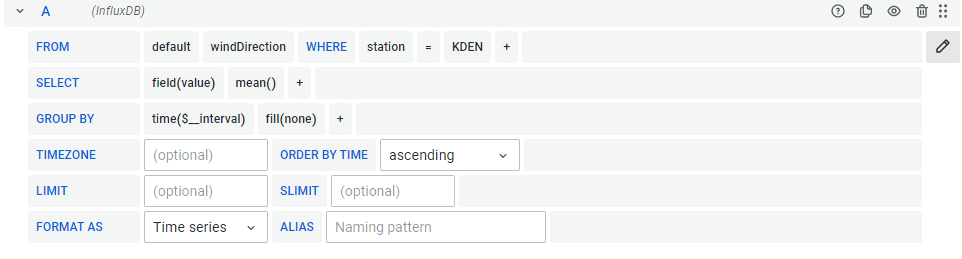 A (InfluxDB)
FROM default windDirection WHERE station = KDEN +
SELECT field(value) mean() +
GROUP BY time($__interval) fill(none) +
TIMEZONE (optional) ORDER BY TIME ascending
LIMIT (optional) SLIMIT (optional)
FORMAT AS Time series ALIAS Naming pattern